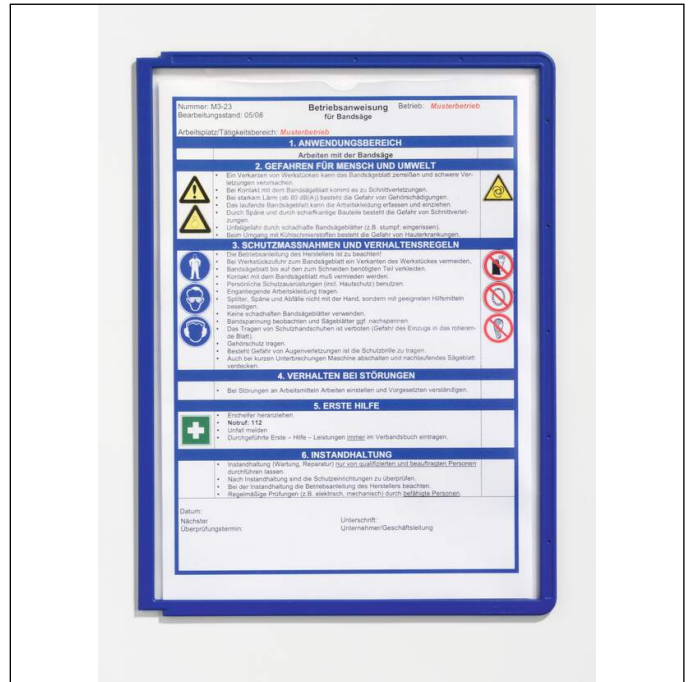 Nummer: M3-23
Betriebsanweisung
Betrieb: Musterbetrieb
Bearbeitungsstand: 05/08
für Bandsäge
Arbeitsplatz/Tätigkeitsbereich: Musterbetrieb
1. ANWENDUNGSBEREICH
Arbeiten mit der Bandsäge
2. GEFAHREN FÜR MENSCH UND UMWELT
• Ein Verkanten von Werkstücken kann das Bandsägeblatt zerreißen und schwere Ver-
letzungen verursachen.
• Bei Kontakt mit dem Bandsägeblatt kommt es zu Schnittverletzungen.
• Bei starkem Lärm (ab 80 dB(A)) besteht die Gefahr von Gehörschädigungen.
• Das laufende Bandsägeblatt kann die Arbeitskleidung erfassen und einziehen.
• Durch Späne und durch scharfkantige Bauteile besteht die Gefahr von Schnittverlet-
zungen.
• Unfallgefahr durch schadhafte Bandsägeblätter (z.B. stumpf, eingerissen).
• Beim Umgang mit Kühlschmierstoffen besteht die Gefahr von Hauterkrankungen.
3. SCHUTZMASSNAHMEN UND VERHALTENSREGELN
• Die Betriebsanleitung des Herstellers ist zu beachten!
• Bei Werkstückzufuhr zum Bandsägeblatt ein Verkanten des Werkstückes vermeiden,
• Bandsägeblatt bis auf den zum Schneiden benötigten Teil verkleiden.
• Kontakt mit dem Bandsägeblatt muß vermieden werden.
• Persönliche Schutzausrüstungen (incl. Hautschutz) benutzen.
• Enganliegende Arbeitskleidung tragen.
• Splitter, Späne und Abfälle nicht mit der Hand, sondern mit geeigneten Hilfsmitteln
beseitigen.
• Keine schadhaften Bandsägeblätter verwenden.
• Bandspannung beobachten und Sägeblätter ggf. nachspannen.
• Das Tragen von Schutzhandschuhen ist verboten (Gefahr des Einzugs in das rotieren-
de Blatt).
• Gehörschutz tragen.
• Besteht Gefahr von Augenverletzungen ist die Schutzbrille zu tragen.
• Auch bei kurzen Unterbrechungen Maschine abschalten und nachlaufendes Sägeblatt
verdecken.
4. VERHALTEN BEI STÖRUNGEN
• Bei Störungen an Arbeitsmitteln Arbeiten einstellen und Vorgesetzten verständigen.
5. ERSTE HILFE
• Ersthelfer heranziehen
• Notruf: 112
• Unfall melden
• Durchgeführte Erste – Hilfe – Leistungen immer im Verbandsbuch eintragen.
6. INSTANDHALTUNG
• Instandhaltung (Wartung, Reparatur) nur von qualifizierten und beauftragten Personen
durchführen lassen.
• Nach Instandhaltung sind die Schutzeinrichtungen zu überprüfen.
• Bei der Instandhaltung die Betriebsanleitung des Herstellers beachten.
• Regelmäßige Prüfungen (z.B. elektrisch, mechanisch) durch befähigte Personen.
Datum:
Nächster
Überprüfungstermin:
Unterschrift:
Unternehmer/Geschäftsleitung